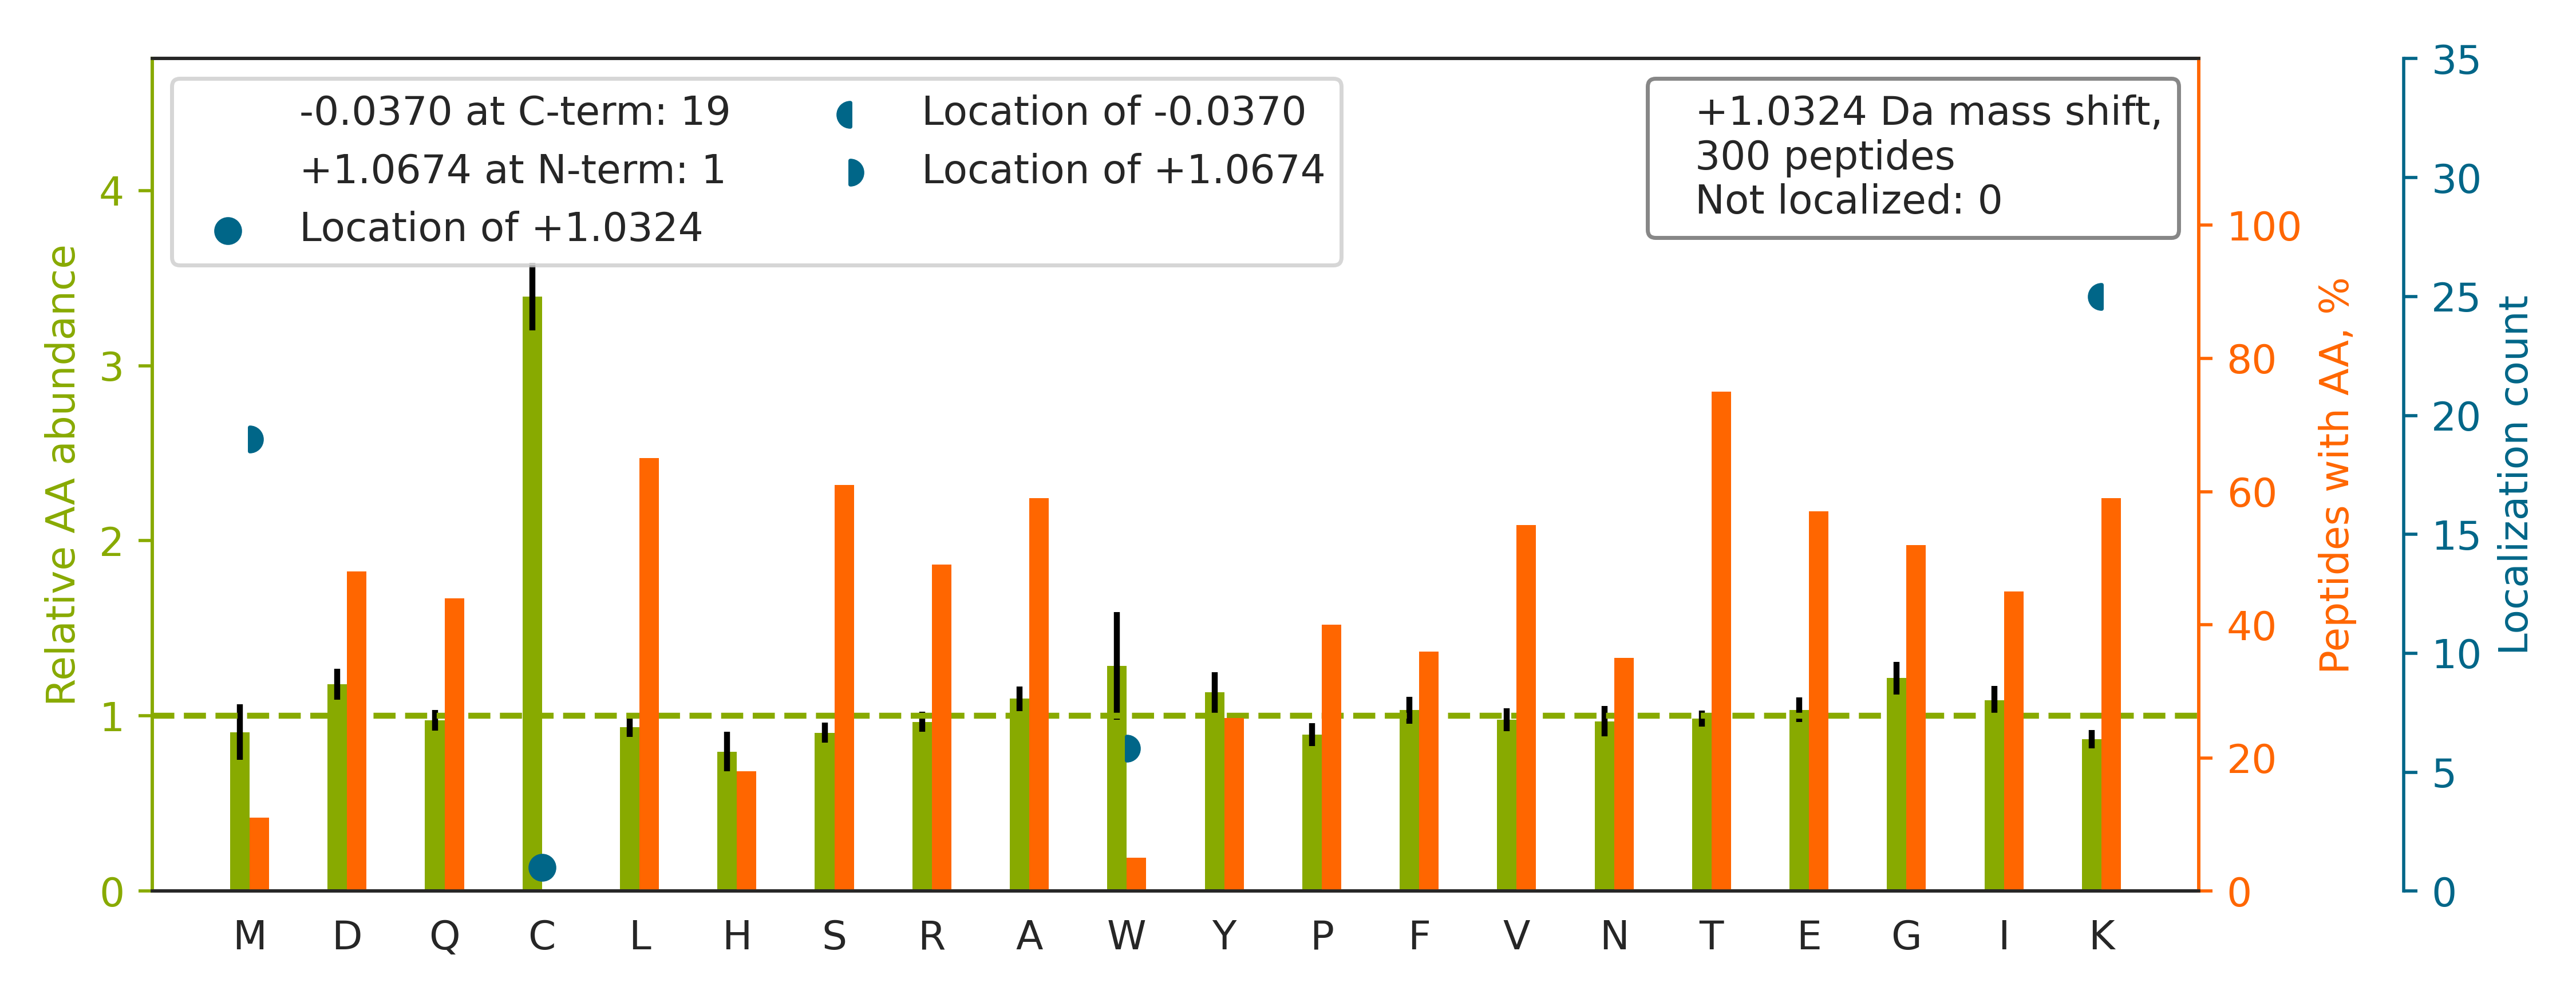 -0.0370 at C-term: 19
+1.0674 at N-term: 1
Location of +1.0324
Location of -0.0370
Location of +1.0674
+1.0324 Da mass shift,
300 peptides
Not localized: 0
Relative AA abundance
4
3
2
1
0
M D Q C L H S R A W Y P F V N T E G I K
100
80
60
40
20
0
Peptides with AA, %
35
30
25
20
15
10
5
0
Localization count